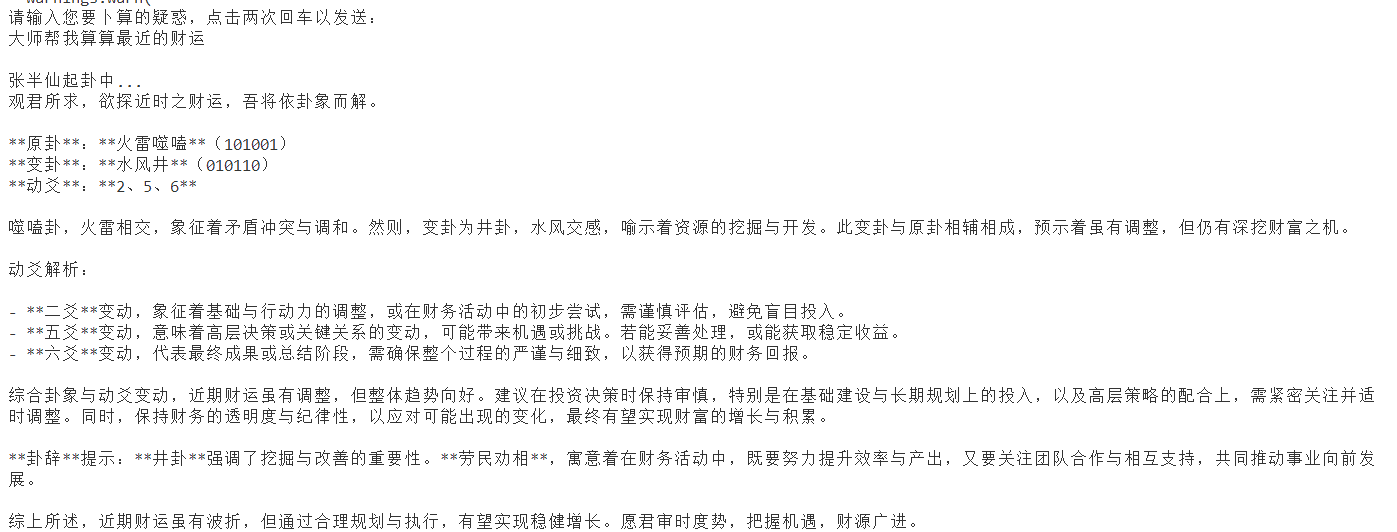 warnings.warn(
请输入您要卜算的疑惑，点击两次回车以发送：
大师帮我算算最近的财运
张半仙起卦中...
观君所求，欲探近时之财运，吾将依卦象而解。
**原卦**：**火雷噬嗑**（101001）
**变卦**：**水风井**（010110）
**动爻**：**2、5、6**
噬嗑卦，火雷相交，象征着矛盾冲突与调和。然则，变卦为井卦，水风交感，喻示着资源的挖掘与开发。此变卦与原卦相辅相成，预示着虽有调整，但仍有深挖财富之机。
动爻解析：
- **二爻**变动，象征着基础与行动力的调整，或在财务活动中的初步尝试，需谨慎评估，避免盲目投入。
- **五爻**变动，意味着高层决策或关键关系的变动，可能带来机遇或挑战。若能妥善处理，或能获取稳定收益。
- **六爻**变动，代表最终成果或总结阶段，需确保整个过程的严谨与细致，以获得预期的财务回报。
综合卦象与动爻变动，近期财运虽有调整，但整体趋势向好。建议在投资决策时保持审慎，特别是在基础建设与长期规划上的投入，以及高层策略的配合上，需紧密关注并适
时调整。同时，保持财务的透明度与纪律性，以应对可能出现的变化，最终有望实现财富的增长与积累。
**卦辞**提示：**井卦**强调了挖掘与改善的重要性。**劳民劝相**，寓意着在财务活动中，既要努力提升效率与产出，又要关注团队合作与相互支持，共同推动事业向前发
展。
综上所述，近期财运虽有波折，但通过合理规划与执行，有望实现稳健增长。愿君审时度势，把握机遇，财源广进。